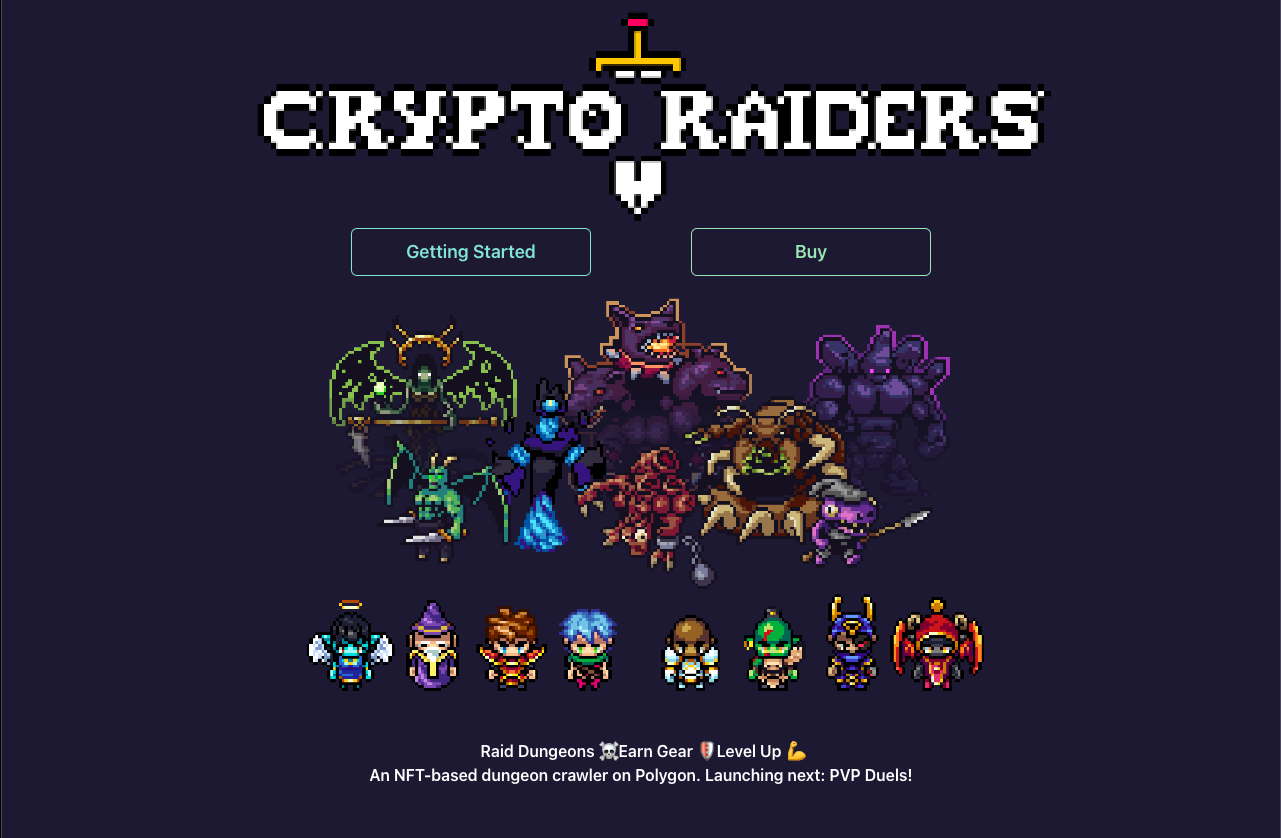 CRYPTO RAIDERS
Getting Started
Buy
Raid Dungeons ☠️Earn Gear 🛡️Level Up 💪
An NFT-based dungeon crawler on Polygon. Launching next: PVP Duels!